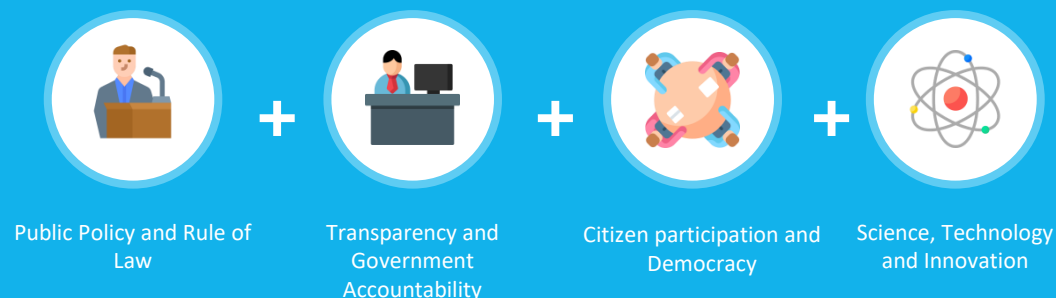 Public Policy and Rule of
Law
Transparency and
Government
Accountability
Citizen participation and
Democracy
Science, Technology
and Innovation